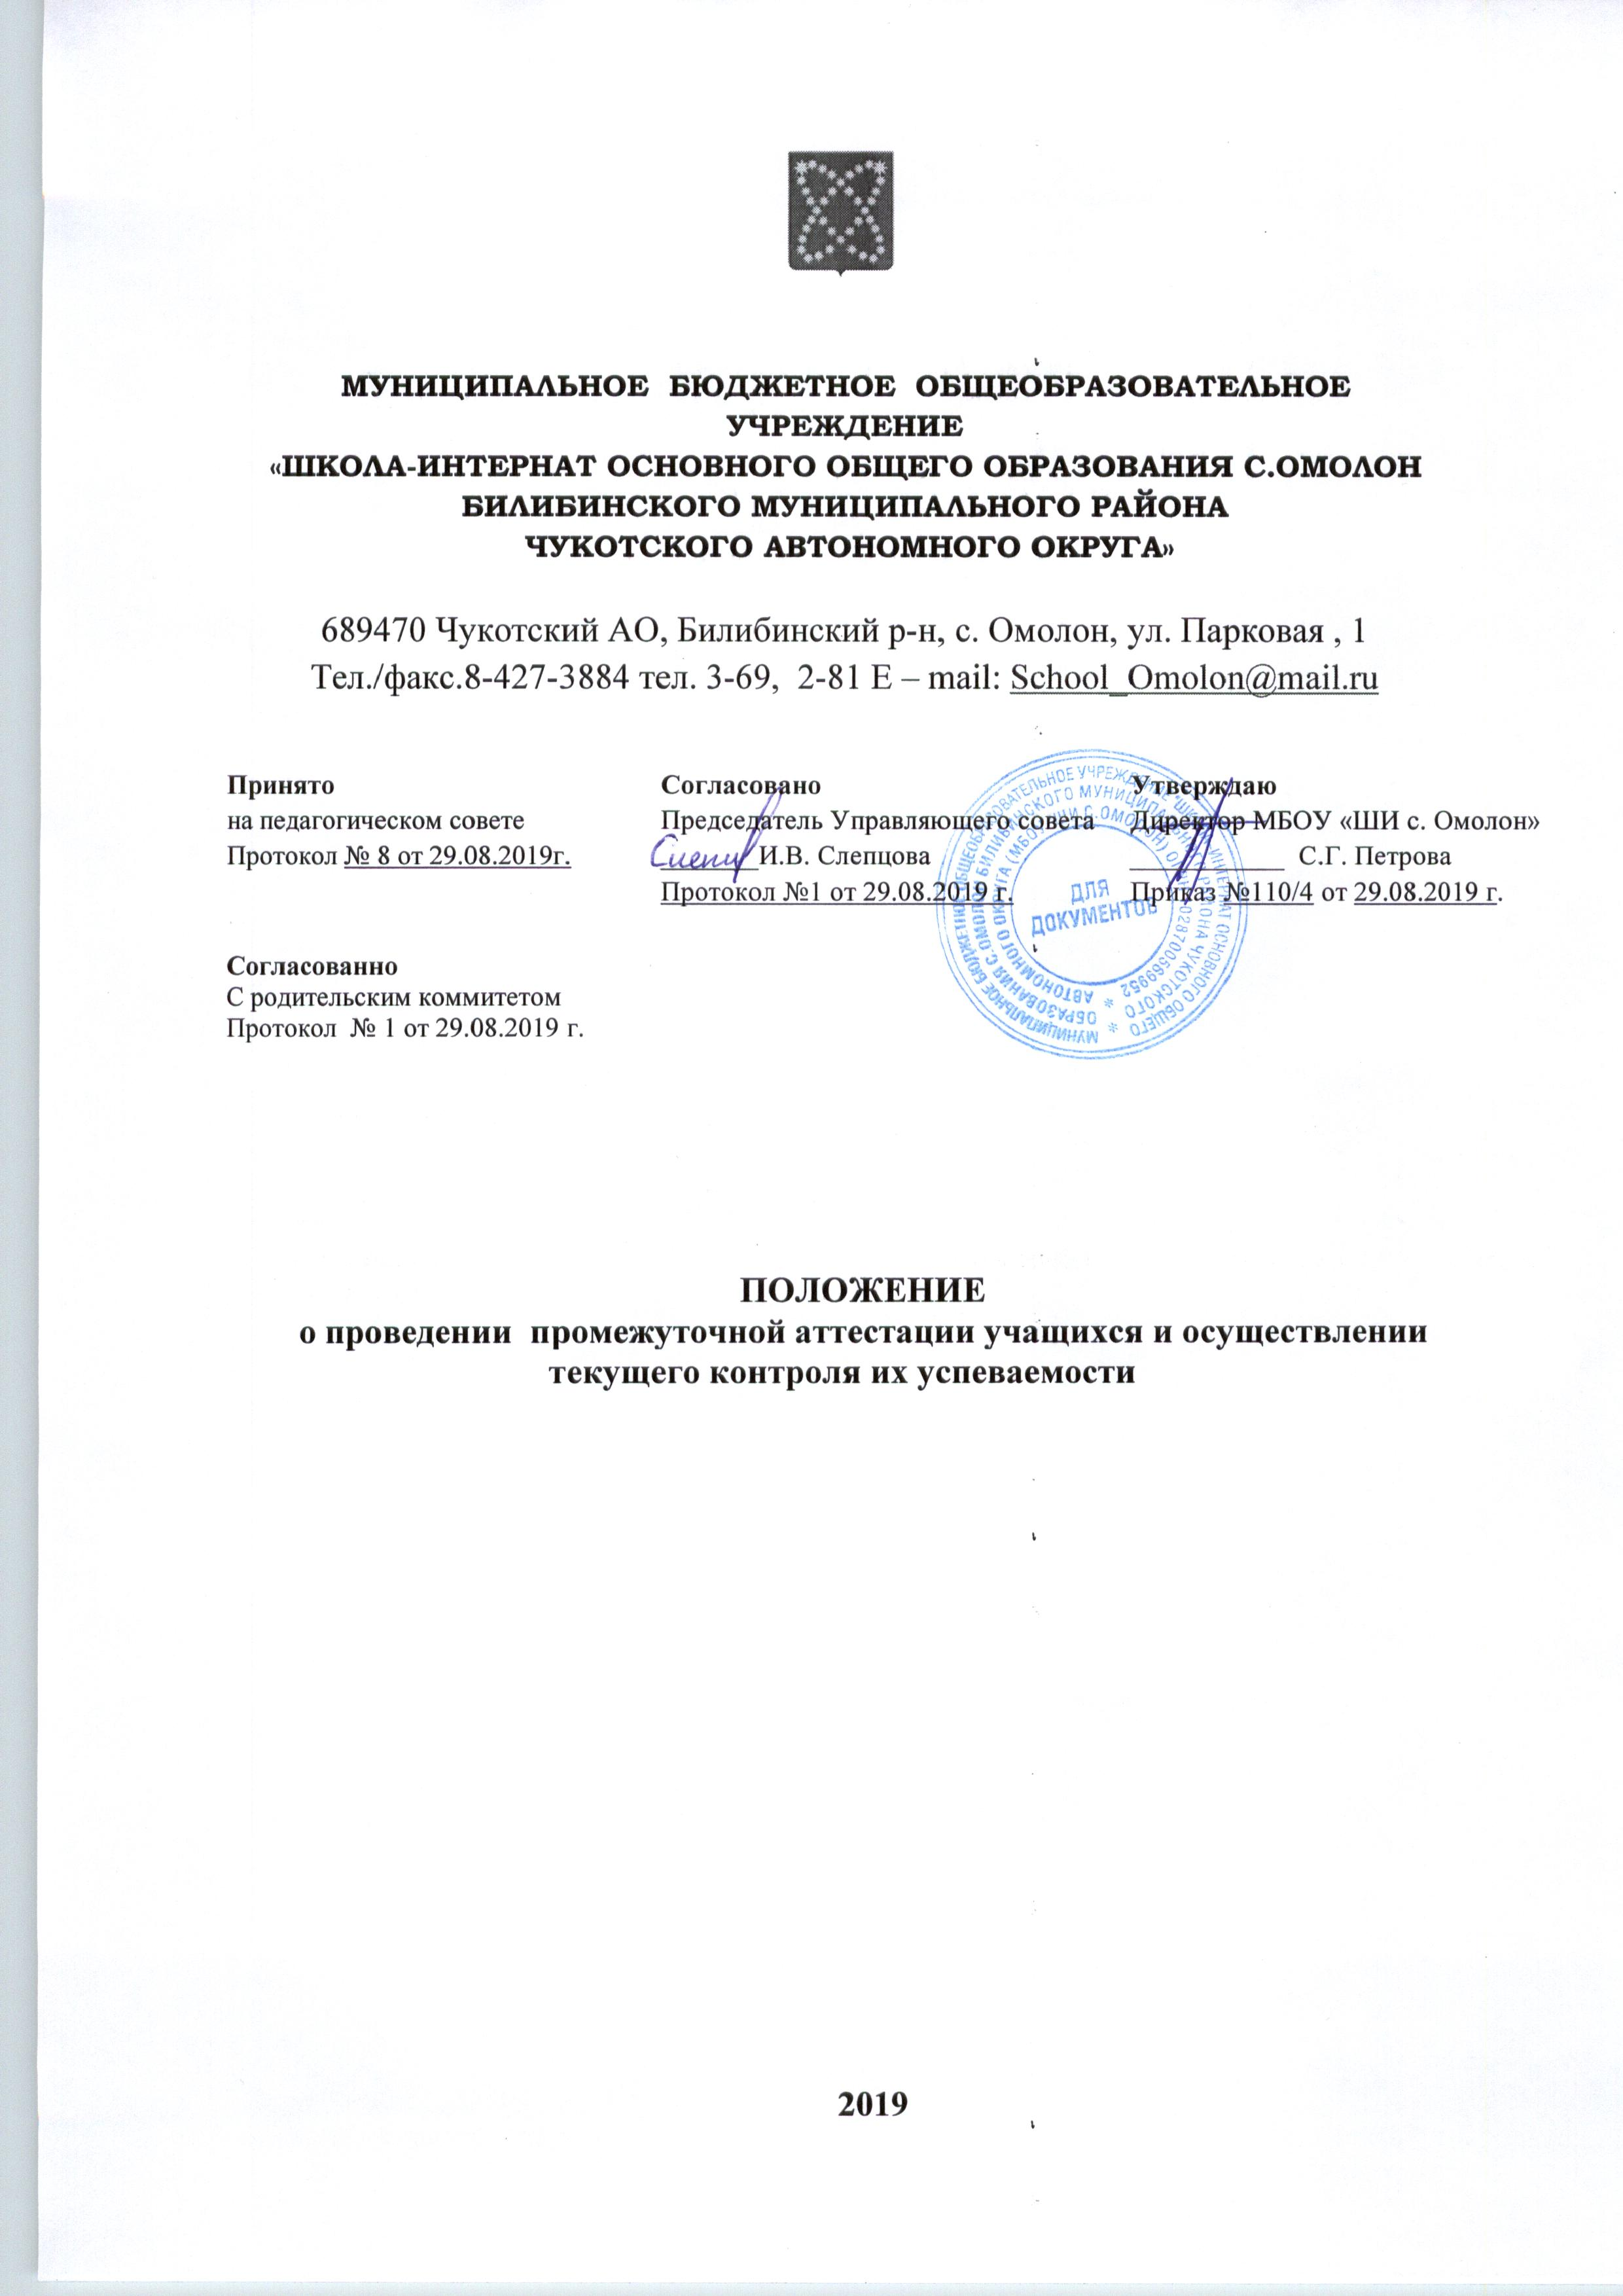 МУНИЦИПАЛЬНОЕ БЮДЖЕТНОЕ ОБЩЕОБРАЗОВАТЕЛЬНОЕ
УЧРЕЖДЕНИЕ
«ШКОЛА-ИНТЕРНАТ ОСНОВНОГО ОБЩЕГО ОБРАЗОВАНИЯ С.ОМОЛОН
БИЛИБИНСКОГО МУНИЦИПАЛЬНОГО РАЙОНА
ЧУКОТСКОГО АВТОНОМНОГО ОКРУГА»
689470 Чукотский АО, Билибинский р-н, с. Омолон, ул. Парковая , 1
Тел./факс.8-427-3884 тел. 3-69, 2-81 E – mail: School_Omolon@mail.ru
Принято
на педагогическом совете
Протокол № 8 от 29.08.2019г.
Согласовано
Председатель Управляющего совета
И.В. Слепцова
Протокол №1 от 29.08.2019 г.
Утверждаю
Директор МБОУ «ШИ с. Омолон»
С.Г. Петрова
Приказ №110/4 от 29.08.2019 г.
ДЛЯ
ДОКУМЕНТОВ
Согласованно
С родительским коммитетом
Протокол № 1 от 29.08.2019 г.
ПОЛОЖЕНИЕ
о проведении промежуточной аттестации учащихся и осуществлении
текущего контроля их успеваемости
2019